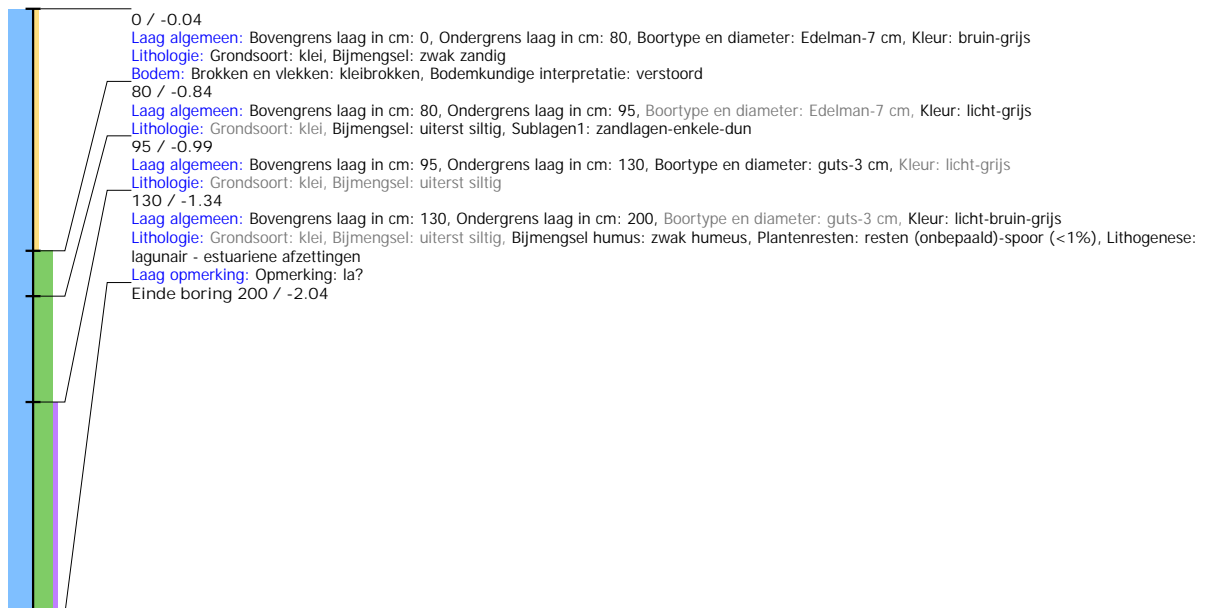 0 / -0.04
Laag algemeen: Bovengrens laag in cm: 0, Ondergrens laag in cm: 80, Boortype en diameter: Edelman-7 cm, Kleur: bruin-grijs
Lithologie: Grondsoort: klei, Bijmengsel: zwak zandig
Bodem: Brokken en vlekken: kleibrokken, Bodemkundige interpretatie: verstoord
80 / -0.84
Laag algemeen: Bovengrens laag in cm: 80, Ondergrens laag in cm: 95, Boortype en diameter: Edelman-7 cm, Kleur: licht-grijs
Lithologie: Grondsoort: klei, Bijmengsel: uiterst siltig, Sublagen1: zandlagen-enkele-dun
95 / -0.99
Laag algemeen: Bovengrens laag in cm: 95, Ondergrens laag in cm: 130, Boortype en diameter: guts-3 cm, Kleur: licht-grijs
Lithologie: Grondsoort: klei, Bijmengsel: uiterst siltig
130 / -1.34
Laag algemeen: Bovengrens laag in cm: 130, Ondergrens laag in cm: 200, Boortype en diameter: guts-3 cm, Kleur: licht-bruin-grijs
Lithologie: Grondsoort: klei, Bijmengsel: uiterst siltig, Bijmengsel humus: zwak humeus, Plantenresten: resten (onbepaald)-spoor (<1%), Lithogenese:
lagunair - estuariene afzettingen
Laag opmerking: Opmerking: la?
Einde boring 200 / -2.04